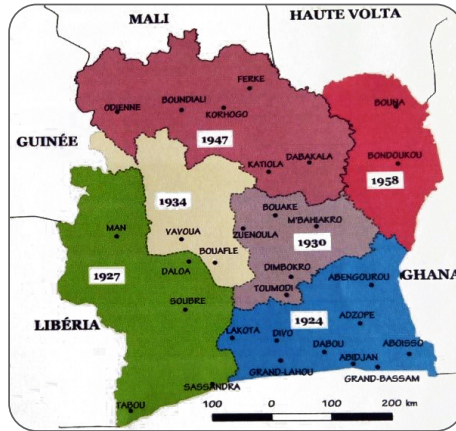 MALI
HAUTE VOLTA
FERKE
ODIENNE
BOUNDIALI
KORHOGO
BOUNA
1947
GUINÉE
KATIOLA
DABAKALA
BONDOUKOU
1958
1934
BOUAKE
M'BAHIAKRO
MAN
VAVOUA
ZUENOULA
1930
BOUAFLE
DALOA
DIMBOKRO
1927
TOUMODI
ABENGOUROU
GHANA
SOUBRE
1924
ADZOPE
LIBÉRIA
LAKOTA
DIVO
DABOU
ABOISSO
GRAND-LAHOU
ABIDJAN
GRAND-BASSAM
SASSANDRA
TABOU
100 0 100 200 km